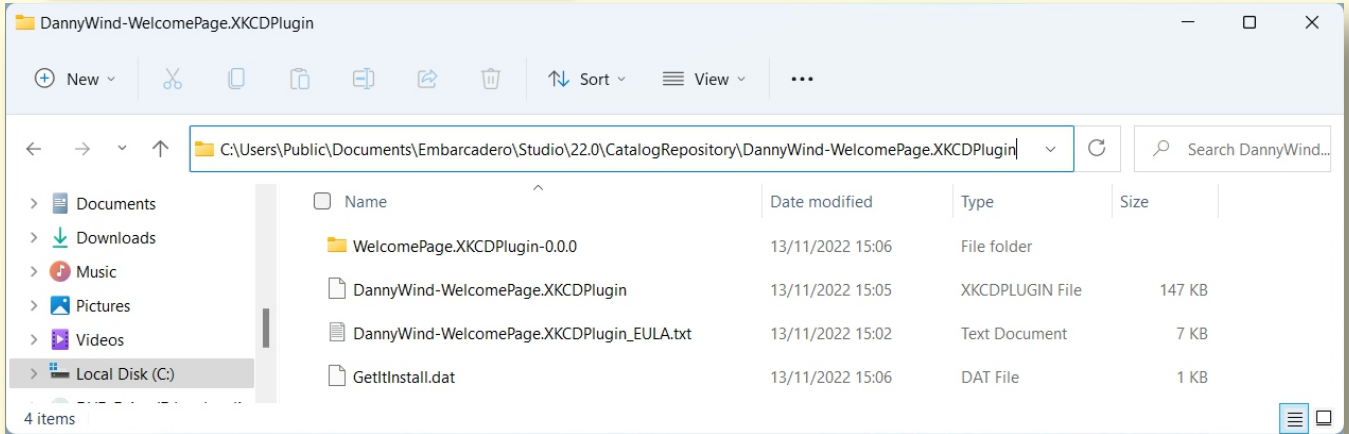 DannyWind-WelcomePage.XKCDPlugin
New Sort View
C:\Users\Public\Documents\Embarcadero\Studio\22.0\CatalogRepository\DannyWind-WelcomePage.XKCDPlugin Search DannyWind...
Documents Name Date modified Type Size
Downloads WelcomePage.XKCDPlugin-0.0.0 13/11/2022 15:06 File folder
Music DannyWind-WelcomePage.XKCDPlugin 13/11/2022 15:05 XKCDPLUGIN File 147 KB
Pictures DannyWind-WelcomePage.XKCDPlugin_EULA.txt 13/11/2022 15:02 Text Document 7 KB
Videos GetItInstall.dat 13/11/2022 15:06 DAT File 1 KB
Local Disk (C:)
4 items